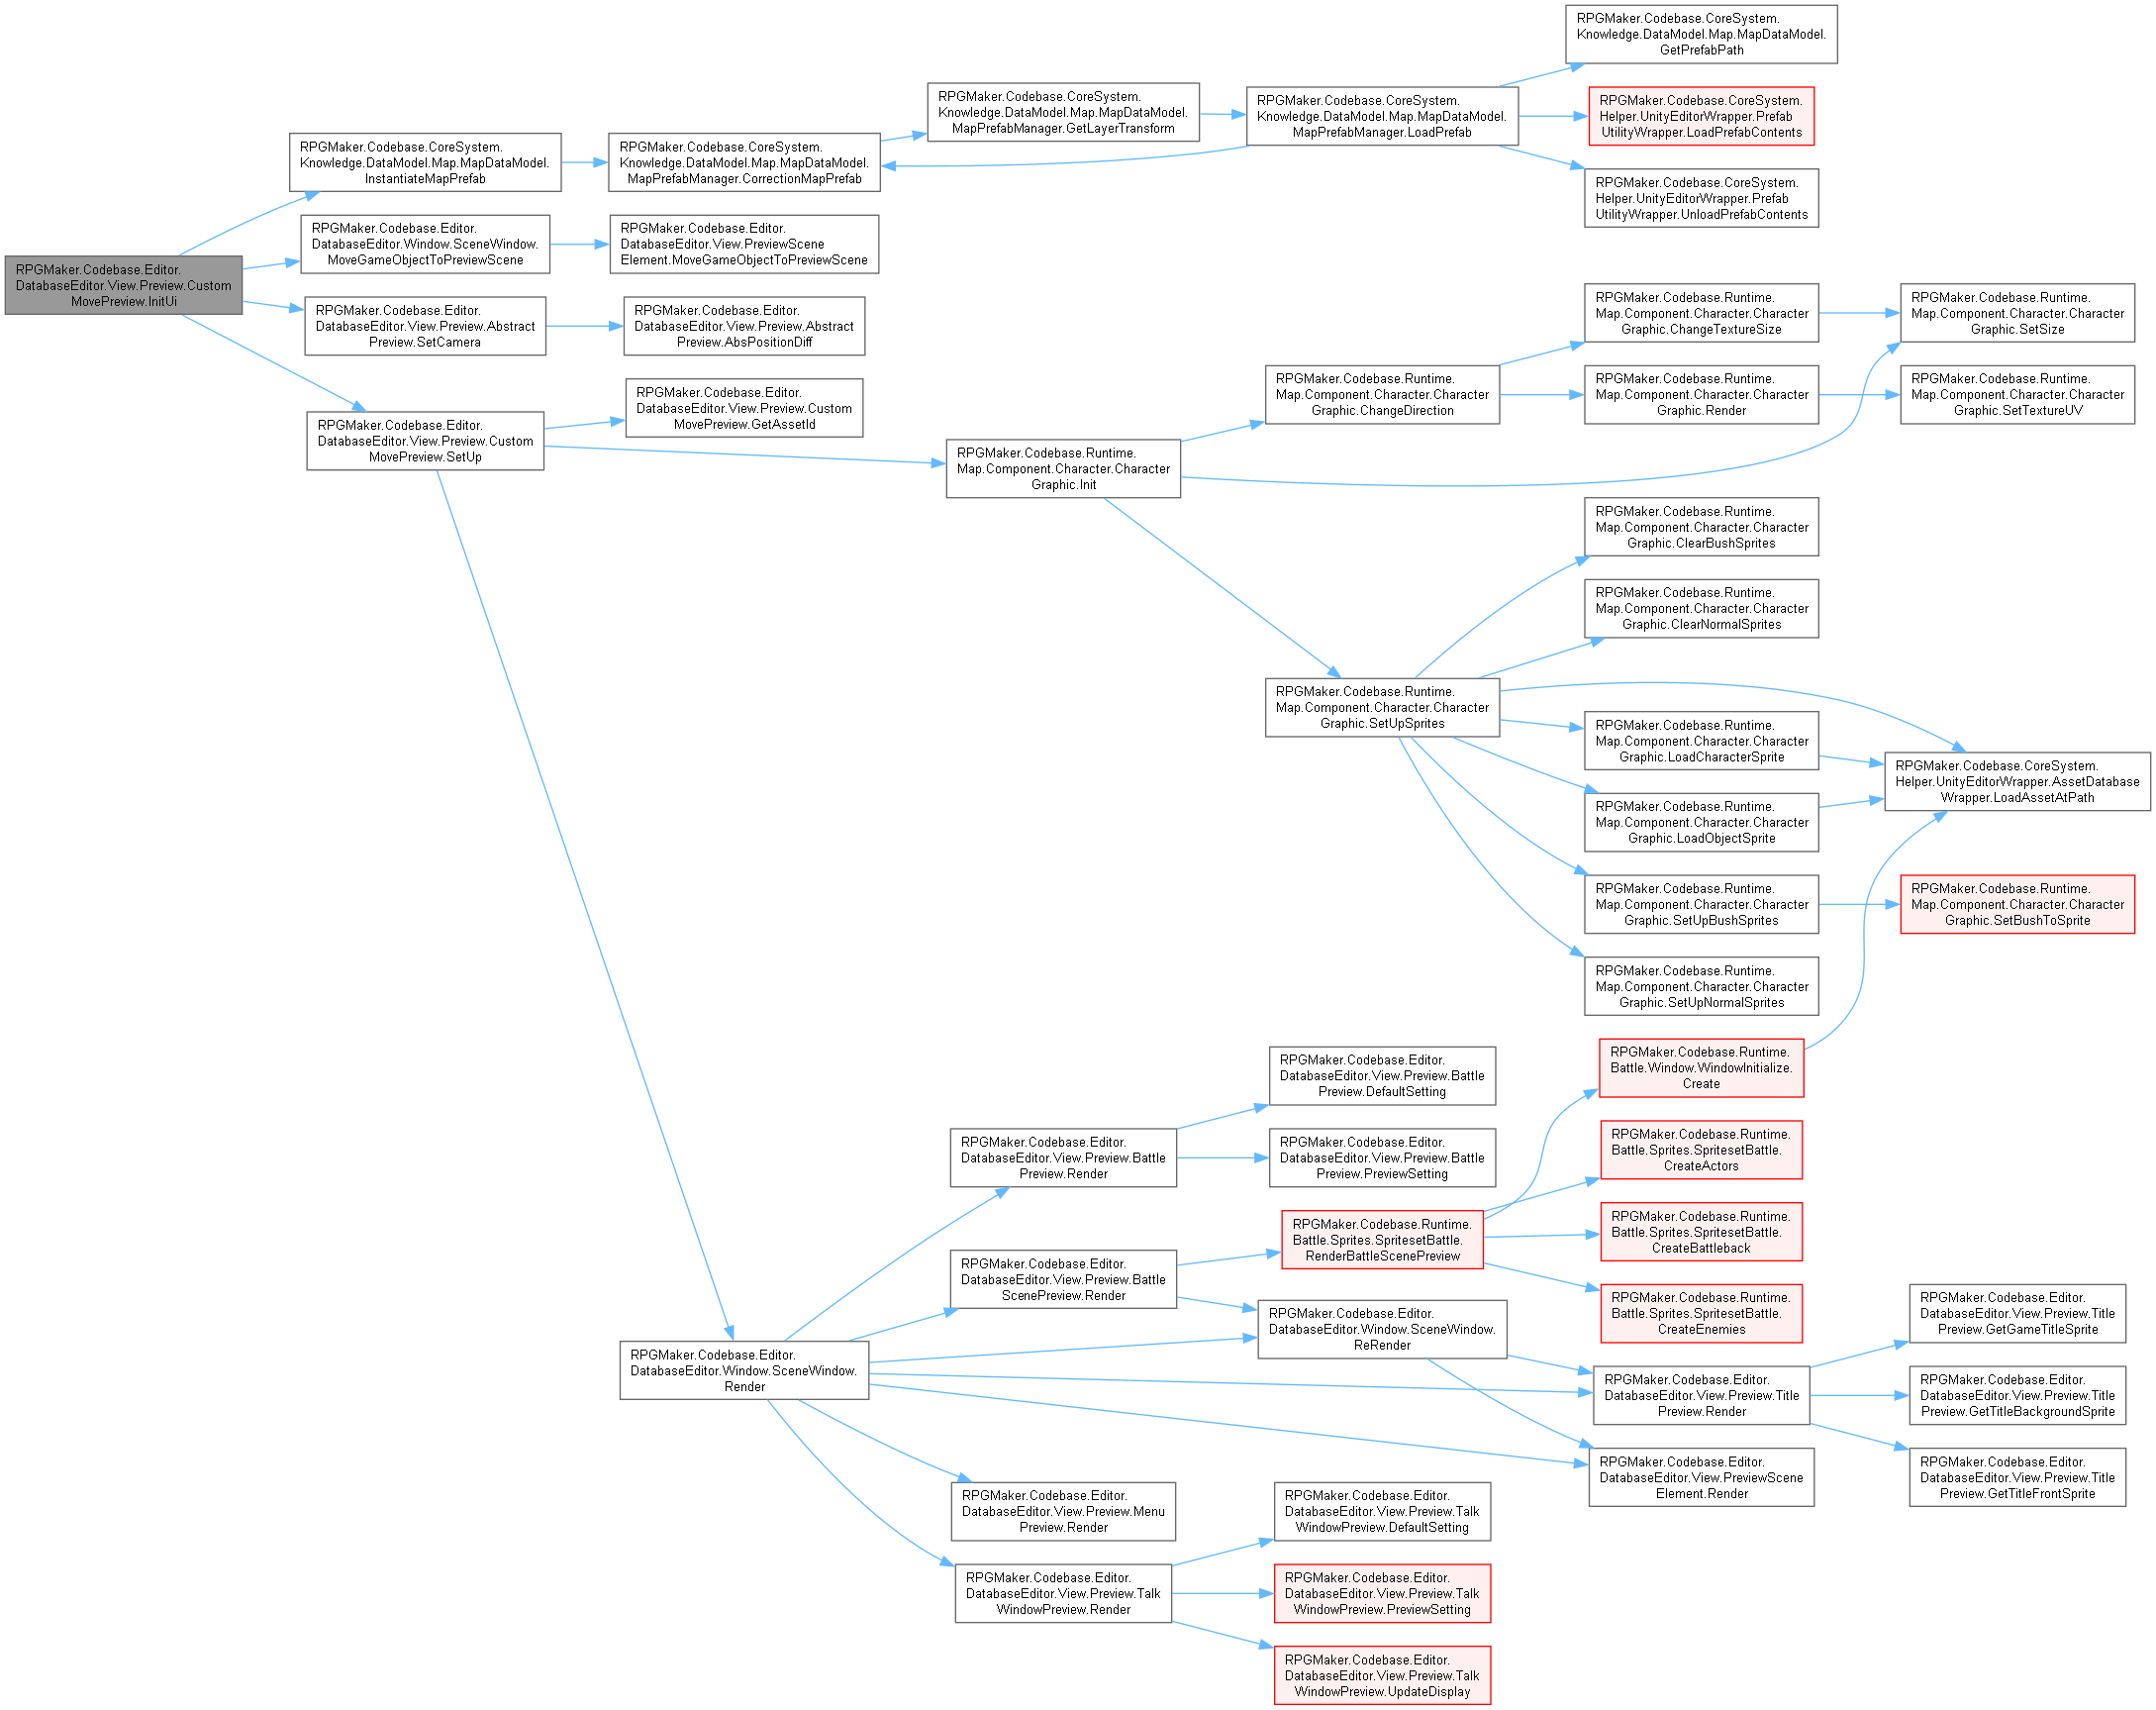 RPGMaker.Codebase.Editor.
DatabaseEditor.View.Preview.Custom
MovePreview.InitUi
RPGMaker.Codebase.CoreSystem.
Knowledge.DataModel.Map.MapDataModel.
InstantiateMapPrefab
RPGMaker.Codebase.CoreSystem.
Knowledge.DataModel.Map.MapDataModel.
MapPrefabManager.CorrectionMapPrefab
RPGMaker.Codebase.CoreSystem.
Knowledge.DataModel.Map.MapDataModel.
MapPrefabManager.GetLayerTransform
RPGMaker.Codebase.CoreSystem.
Knowledge.DataModel.Map.MapDataModel.
MapPrefabManager.LoadPrefab
RPGMaker.Codebase.CoreSystem.
Knowledge.DataModel.Map.MapDataModel.
GetPrefabPath
RPGMaker.Codebase.CoreSystem.
Helper.UnityEditorWrapper.Prefab
UtilityWrapper.LoadPrefabContents
RPGMaker.Codebase.CoreSystem.
Helper.UnityEditorWrapper.Prefab
UtilityWrapper.UnloadPrefabContents
RPGMaker.Codebase.Editor.
DatabaseEditor.Window.SceneWindow.
MoveGameObjectToPreviewScene
RPGMaker.Codebase.Editor.
DatabaseEditor.View.PreviewScene
Element.MoveGameObjectToPreviewScene
RPGMaker.Codebase.Editor.
DatabaseEditor.View.Preview.Abstract
Preview.SetCamera
RPGMaker.Codebase.Editor.
DatabaseEditor.View.Preview.Abstract
Preview.AbsPositionDiff
RPGMaker.Codebase.Editor.
DatabaseEditor.View.Preview.Custom
MovePreview.SetUp
RPGMaker.Codebase.Editor.
DatabaseEditor.View.Preview.Custom
MovePreview.GetAssetId
RPGMaker.Codebase.Runtime.
Map.Component.Character.Character
Graphic.Init
RPGMaker.Codebase.Runtime.
Map.Component.Character.Character
Graphic.ChangeDirection
RPGMaker.Codebase.Runtime.
Map.Component.Character.Character
Graphic.ChangeTextureSize
RPGMaker.Codebase.Runtime.
Map.Component.Character.Character
Graphic.SetSize
RPGMaker.Codebase.Runtime.
Map.Component.Character.Character
Graphic.Render
RPGMaker.Codebase.Runtime.
Map.Component.Character.Character
Graphic.SetTextureUV
RPGMaker.Codebase.Runtime.
Map.Component.Character.Character
Graphic.SetUpSprites
RPGMaker.Codebase.Runtime.
Map.Component.Character.Character
Graphic.ClearBushSprites
RPGMaker.Codebase.Runtime.
Map.Component.Character.Character
Graphic.ClearNormalSprites
RPGMaker.Codebase.Runtime.
Map.Component.Character.Character
Graphic.LoadCharacterSprite
RPGMaker.Codebase.CoreSystem.
Helper.UnityEditorWrapper.AssetDatabase
Wrapper.LoadAssetAtPath
RPGMaker.Codebase.Runtime.
Map.Component.Character.Character
Graphic.LoadObjectSprite
RPGMaker.Codebase.Runtime.
Map.Component.Character.Character
Graphic.SetUpBushSprites
RPGMaker.Codebase.Runtime.
Map.Component.Character.Character
Graphic.SetBushToSprite
RPGMaker.Codebase.Runtime.
Map.Component.Character.Character
Graphic.SetUpNormalSprites
RPGMaker.Codebase.Editor.
DatabaseEditor.Window.SceneWindow.
Render
RPGMaker.Codebase.Editor.
DatabaseEditor.View.Preview.Battle
Preview.Render
RPGMaker.Codebase.Editor.
DatabaseEditor.View.Preview.Battle
Preview.DefaultSetting
RPGMaker.Codebase.Editor.
DatabaseEditor.View.Preview.Battle
Preview.PreviewSetting
RPGMaker.Codebase.Editor.
DatabaseEditor.View.Preview.Battle
ScenePreview.Render
RPGMaker.Codebase.Runtime.
Battle.Sprites.SpritesetBattle.
RenderBattleScenePreview
RPGMaker.Codebase.Runtime.
Battle.Window.WindowInitialize.
Create
RPGMaker.Codebase.Runtime.
Battle.Sprites.SpritesetBattle.
CreateActors
RPGMaker.Codebase.Runtime.
Battle.Sprites.SpritesetBattle.
CreateBattleback
RPGMaker.Codebase.Runtime.
Battle.Sprites.SpritesetBattle.
CreateEnemies
RPGMaker.Codebase.Editor.
DatabaseEditor.Window.SceneWindow.
ReRender
RPGMaker.Codebase.Editor.
DatabaseEditor.View.Preview.Title
Preview.Render
RPGMaker.Codebase.Editor.
DatabaseEditor.View.Preview.Title
Preview.GetGameTitleSprite
RPGMaker.Codebase.Editor.
DatabaseEditor.View.Preview.Title
Preview.GetTitleBackgroundSprite
RPGMaker.Codebase.Editor.
DatabaseEditor.View.Preview.Title
Preview.GetTitleFrontSprite
RPGMaker.Codebase.Editor.
DatabaseEditor.View.PreviewScene
Element.Render
RPGMaker.Codebase.Editor.
DatabaseEditor.View.Preview.Menu
Preview.Render
RPGMaker.Codebase.Editor.
DatabaseEditor.View.Preview.Talk
WindowPreview.Render
RPGMaker.Codebase.Editor.
DatabaseEditor.View.Preview.Talk
WindowPreview.DefaultSetting
RPGMaker.Codebase.Editor.
DatabaseEditor.View.Preview.Talk
WindowPreview.PreviewSetting
RPGMaker.Codebase.Editor.
DatabaseEditor.View.Preview.Talk
WindowPreview.UpdateDisplay